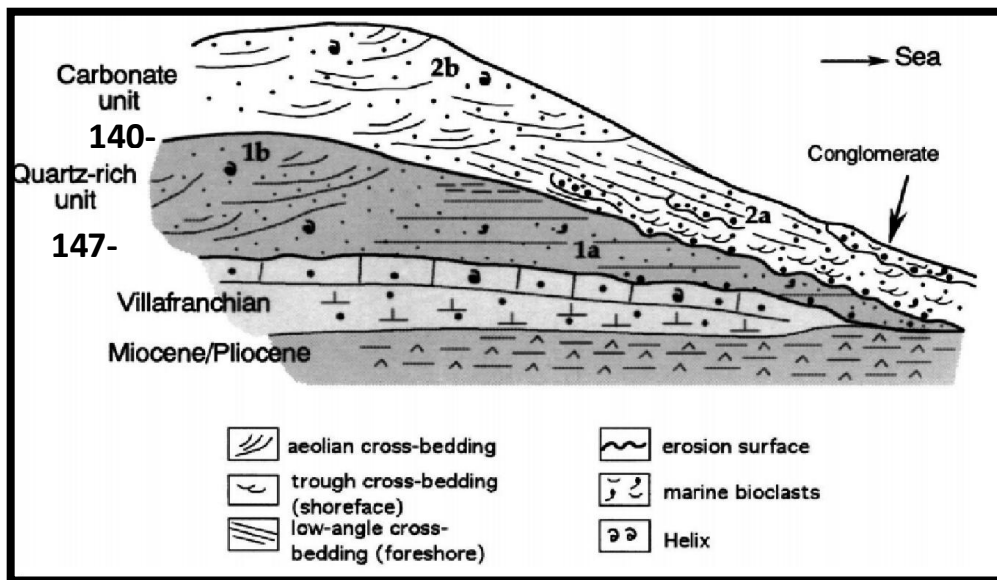 2b
Sea
Carbonate
unit
140-
1b
Conglomerate
Quartz-rich
unit
2a
147-
1a
Villafranchian
Miocene/Pliocene
aeolian cross-bedding
trough cross-bedding
(shoreface)
low-angle cross-
bedding (foreshore)
erosion surface
marine bioclasts
Helix